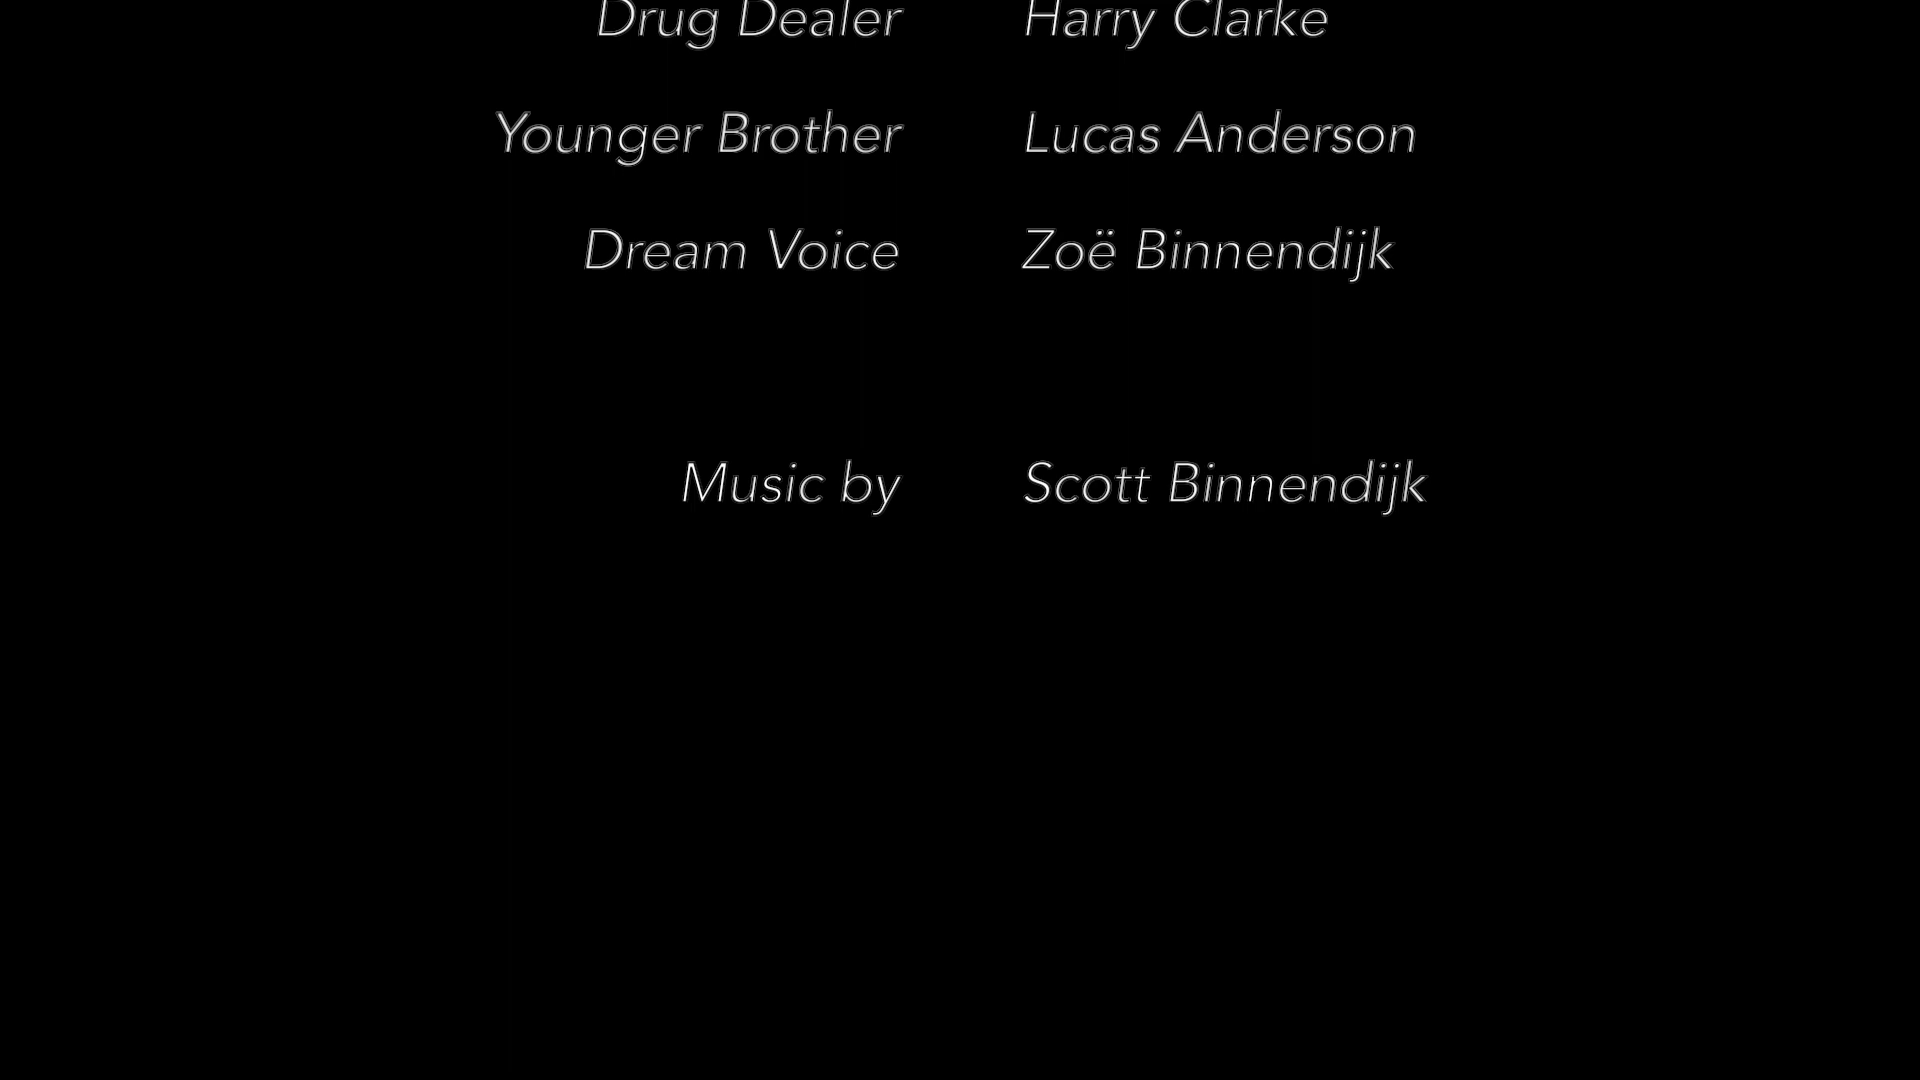 Drug Dealer Harry Clarke
Younger Brother Lucas Anderson
Dream Voice Zoë Binnendijk
Music by Scott Binnendijk